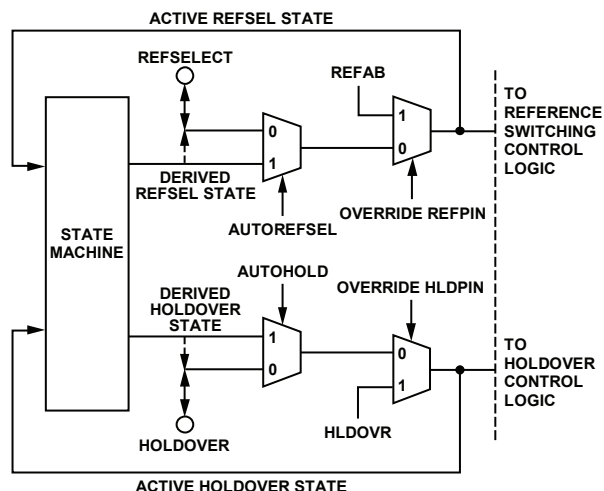 ACTIVE REFSEL STATE
REFSELECT
REFAB
TO
REFERENCE
SWITCHING
CONTROL
LOGIC
0
1
1
0
DERIVED
REFSEL STATE
AUTOREFSEL
OVERRIDE REFPIN
STATE
MACHINE
AUTOHOLD
OVERRIDE HLDPIN
DERIVED
HOLDOVER
STATE
1
0
0
1
TO
HOLDOVER
CONTROL
LOGIC
HOLDOVER
HLDOVR
ACTIVE HOLDOVER STATE